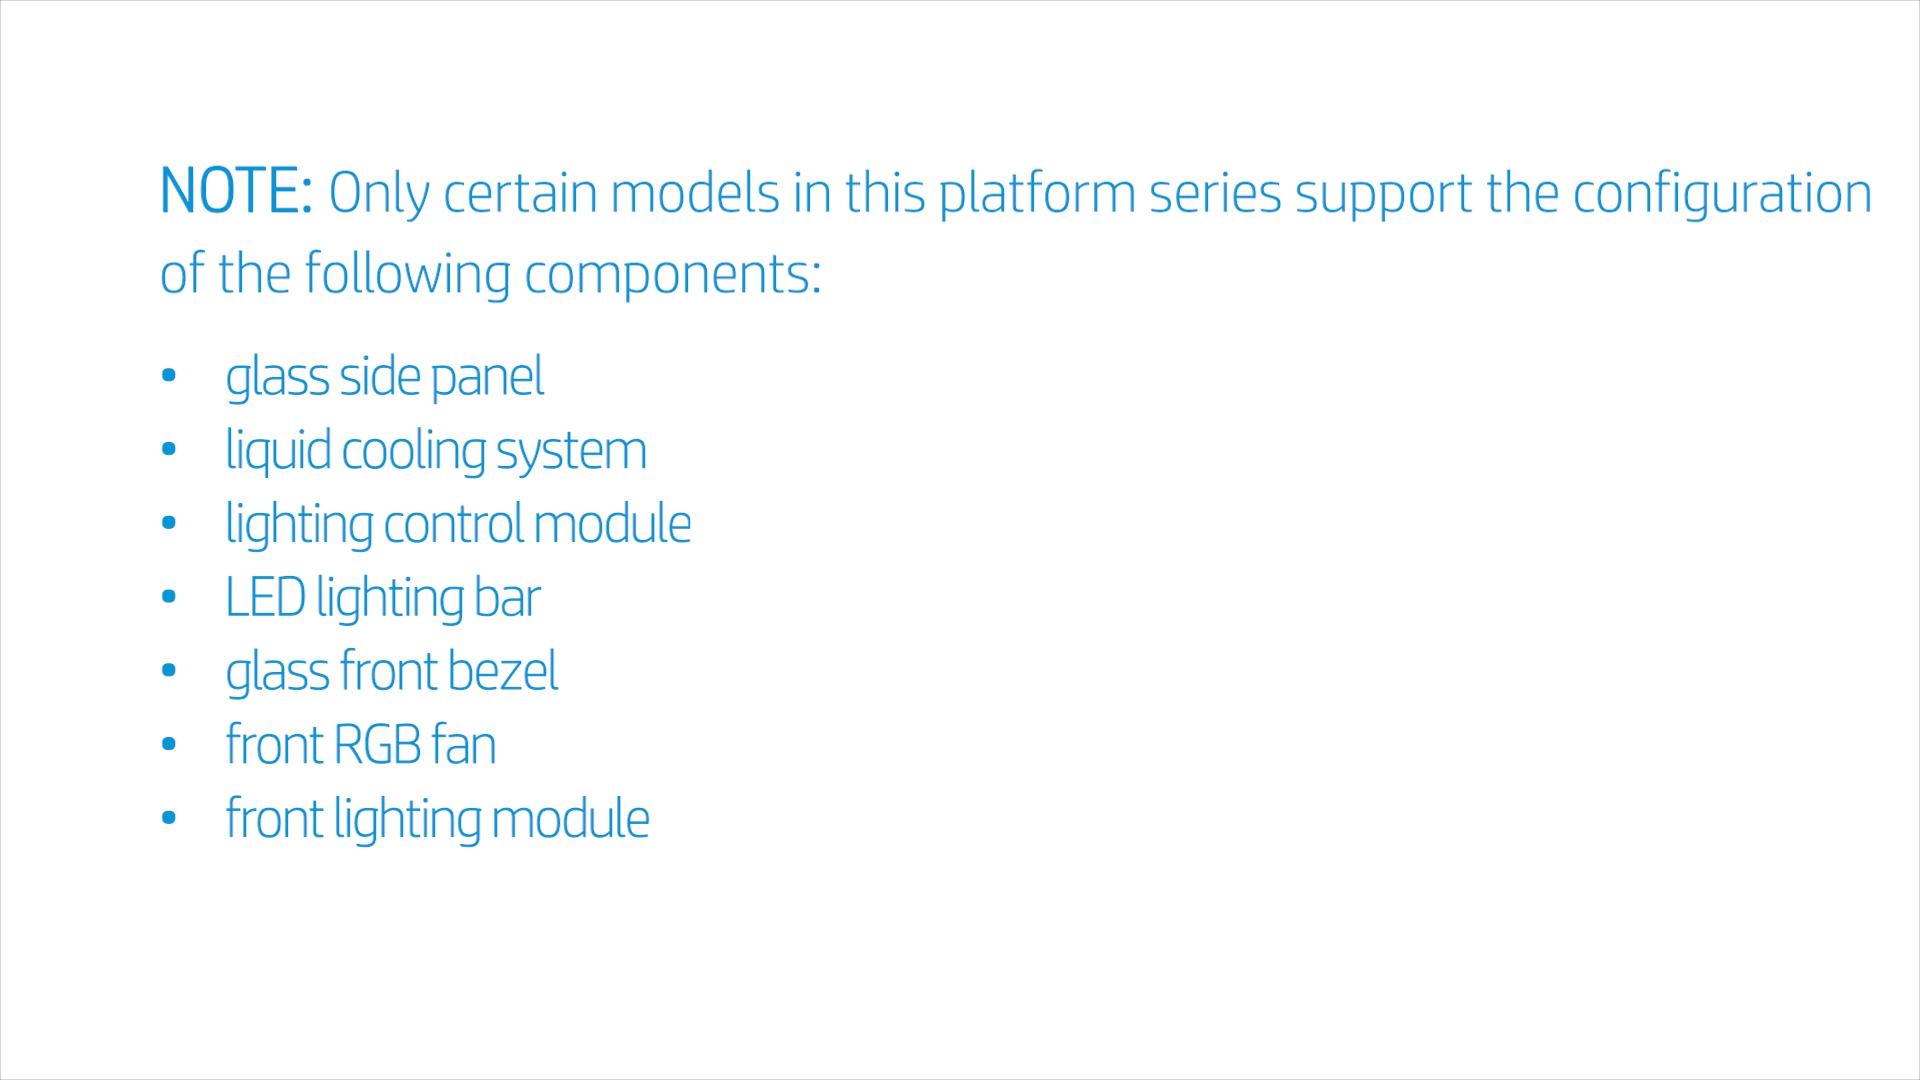 NOTE: Only certain models in this platform series support the configuration
of the following components:
• glass side panel
• liquid cooling system
• lighting control module
• LED lighting bar
• glass front bezel
• front RGB fan
• front lighting module